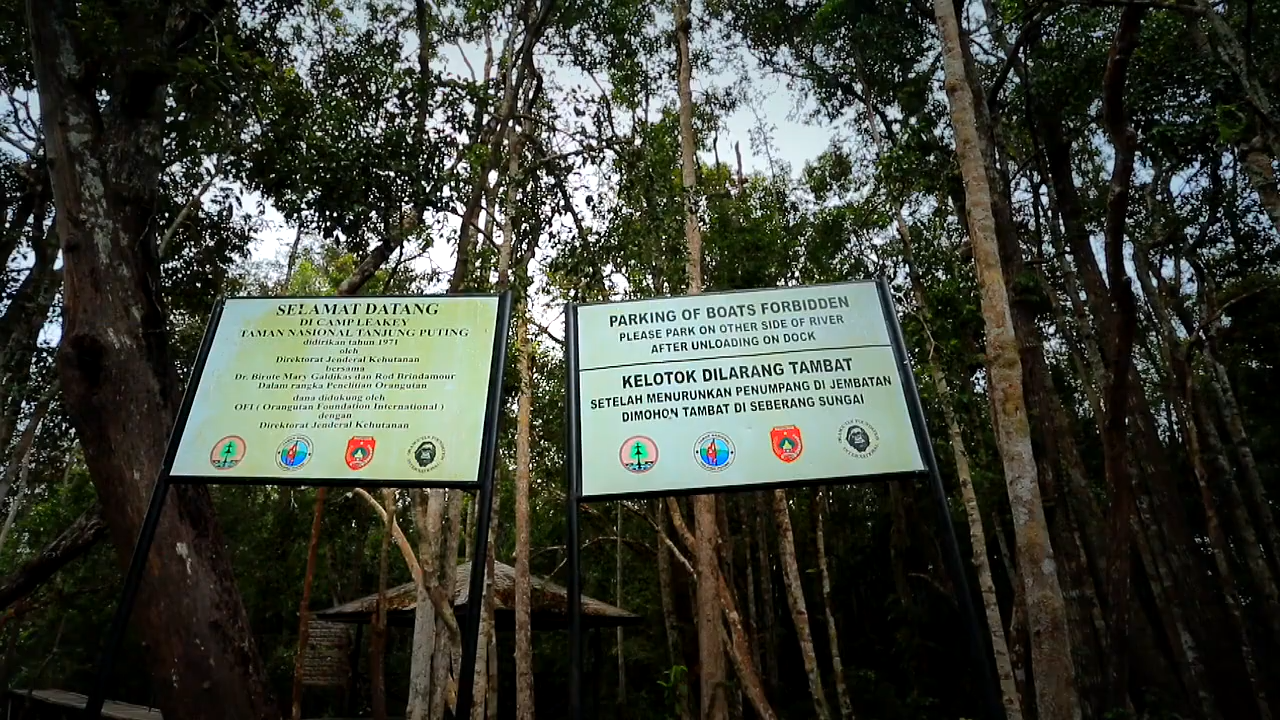 SELAMAT DATANG
DI CAMP LEAKEY
TAMAN NASIONAL TANJUNG PUTING
didirikan tahun 1971
oleh
Direktorat Jenderal Kehutanan
bersama
Dr. Birute Mary Galdikas dan Rod Brindamour
Dalam rangka Penelitian Orangutan
dana didukung oleh
OFI ( Orangutan Foundation International )
dengan
Direktorat Jenderal Kehutanan
PARKING OF BOATS FORBIDDEN
PLEASE PARK ON OTHER SIDE OF RIVER
AFTER UNLOADING ON DOCK
KELOTOK DILARANG TAMBAT
SETELAH MENURUNKAN PENUMPANG DI JEMBATAN
DIMOHON TAMBAT DI SEBERANG SUNGAI